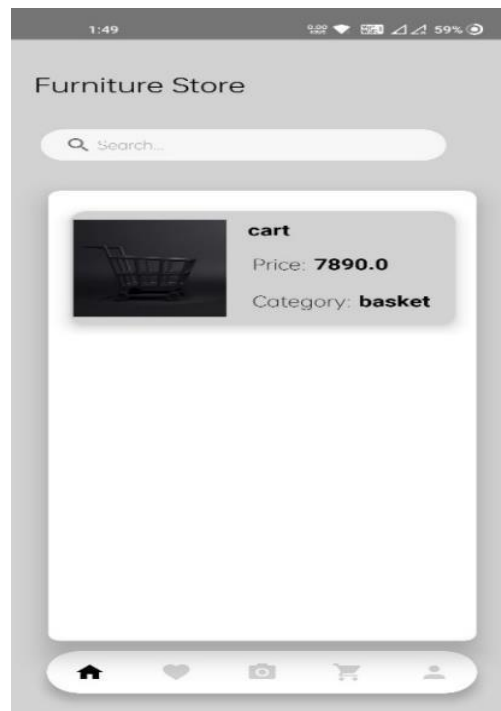 1:49 59%
Furniture Store
Search...
cart
Price: 7890.0
Category: basket